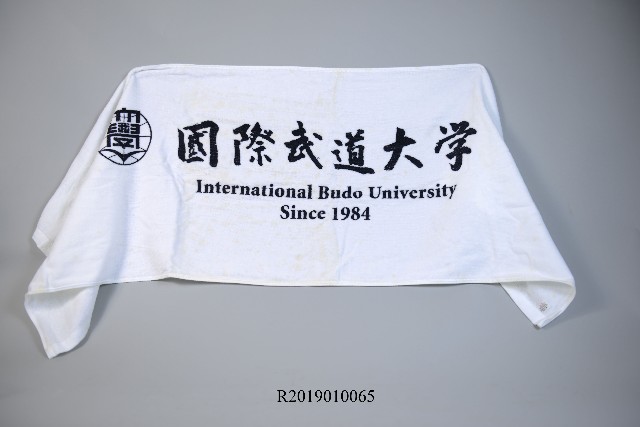 國際武道大学
International Budo University
Since 1984
R2019010065